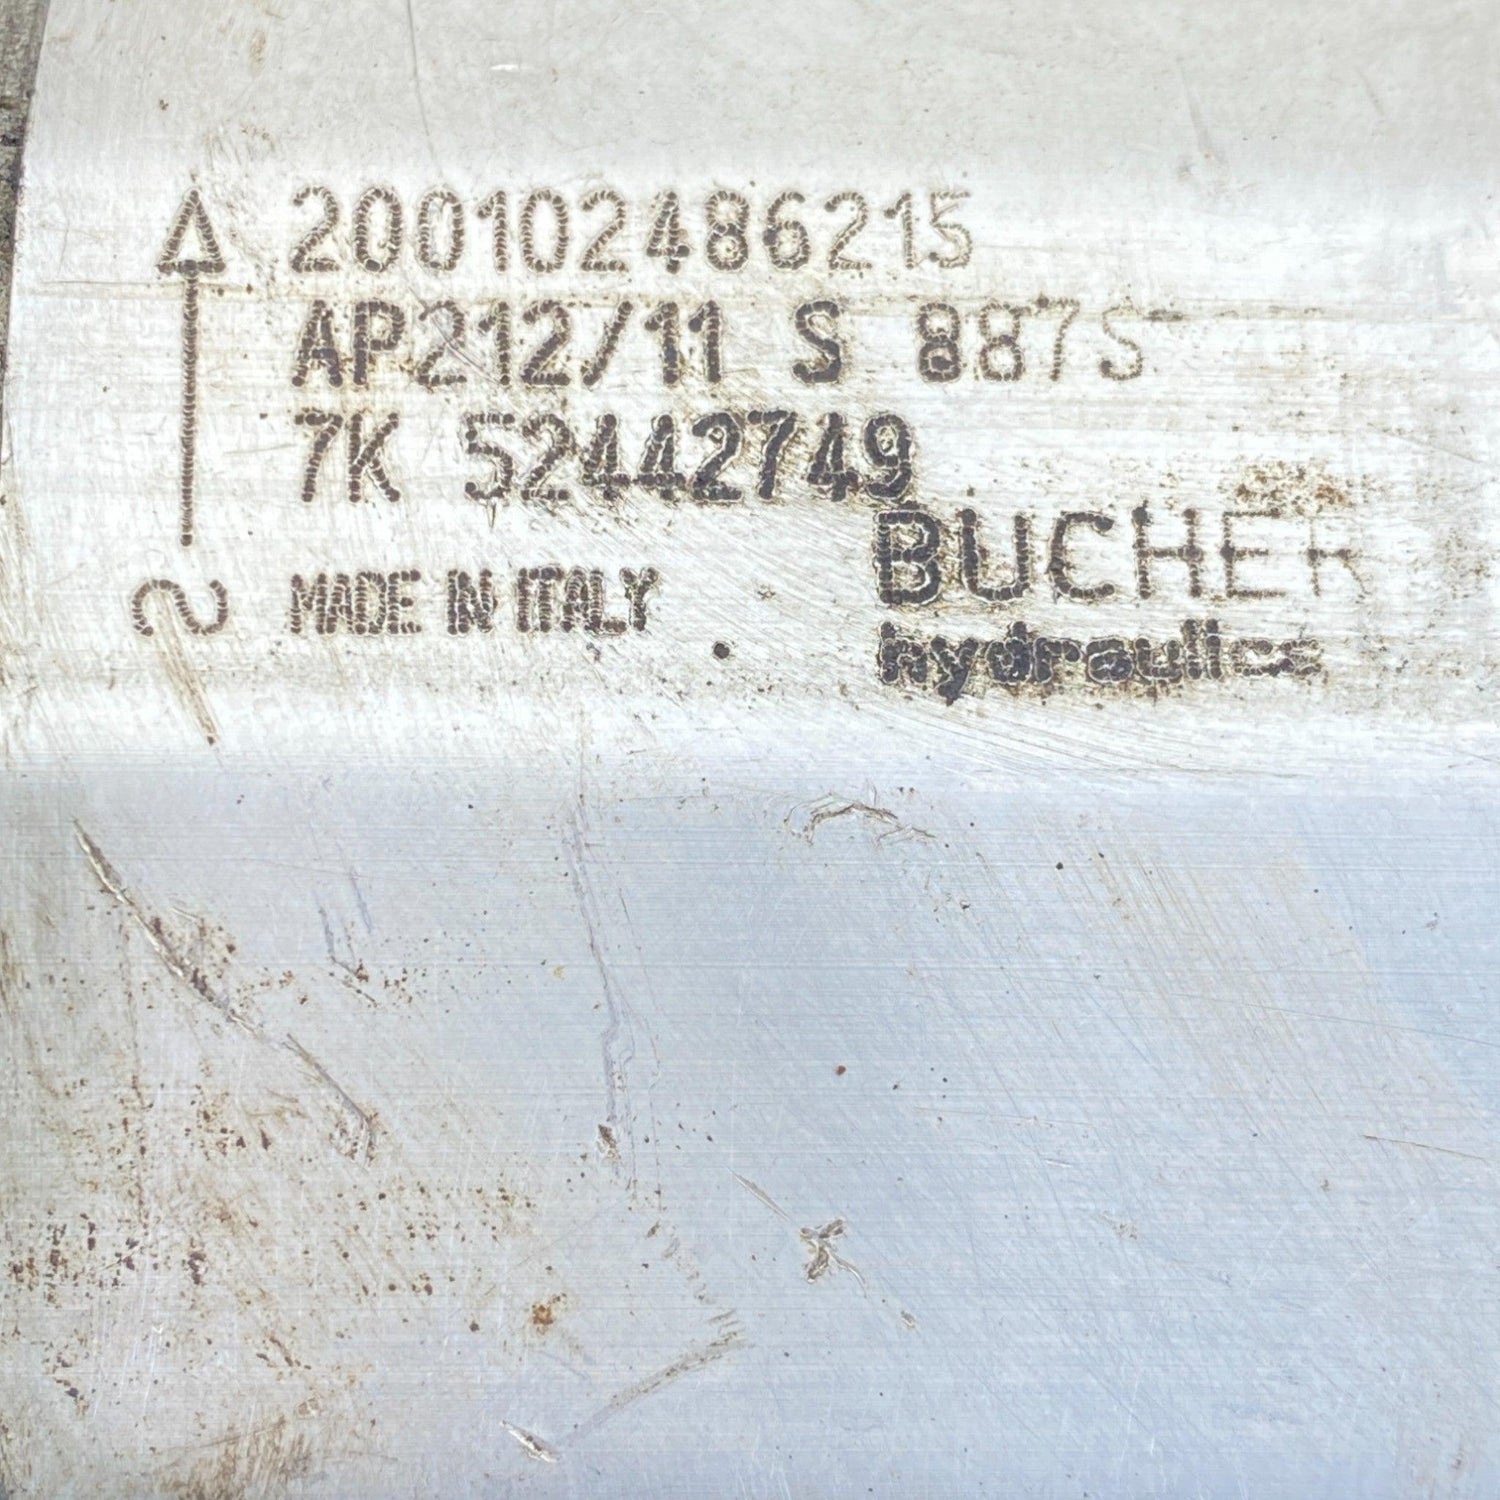 200102486215
AP212/11 S 887S
7K 52442749
MADE IN ITALY
BUCHER
hydraulics